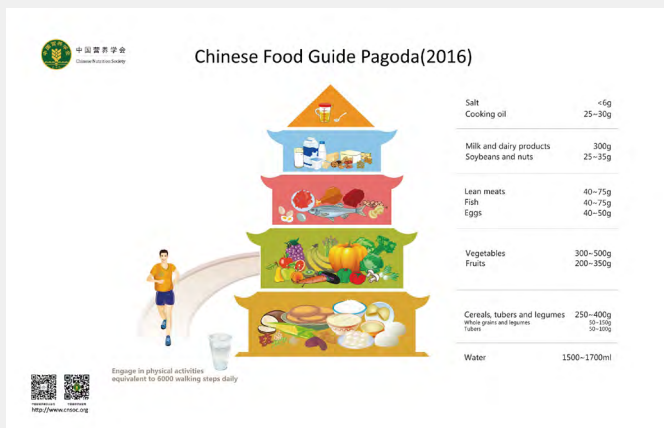 中国营养学会
Chinese Nutrition Society
Chinese Food Guide Pagoda(2016)
Salt <6g
Cooking oil 25~30g
Milk and dairy products 300g
Soybeans and nuts 25~35g
Lean meats 40~75g
Fish 40~75g
Eggs 40~50g
Vegetables 300~500g
Fruits 200~350g
Cereals, tubers and legumes 250~400g
Whole grains and legumes 50~150g
Tubers 50~100g
Water 1500~1700ml
Engage in physical activities
equivalent to 6000 walking steps daily
http://www.cnsoc.org